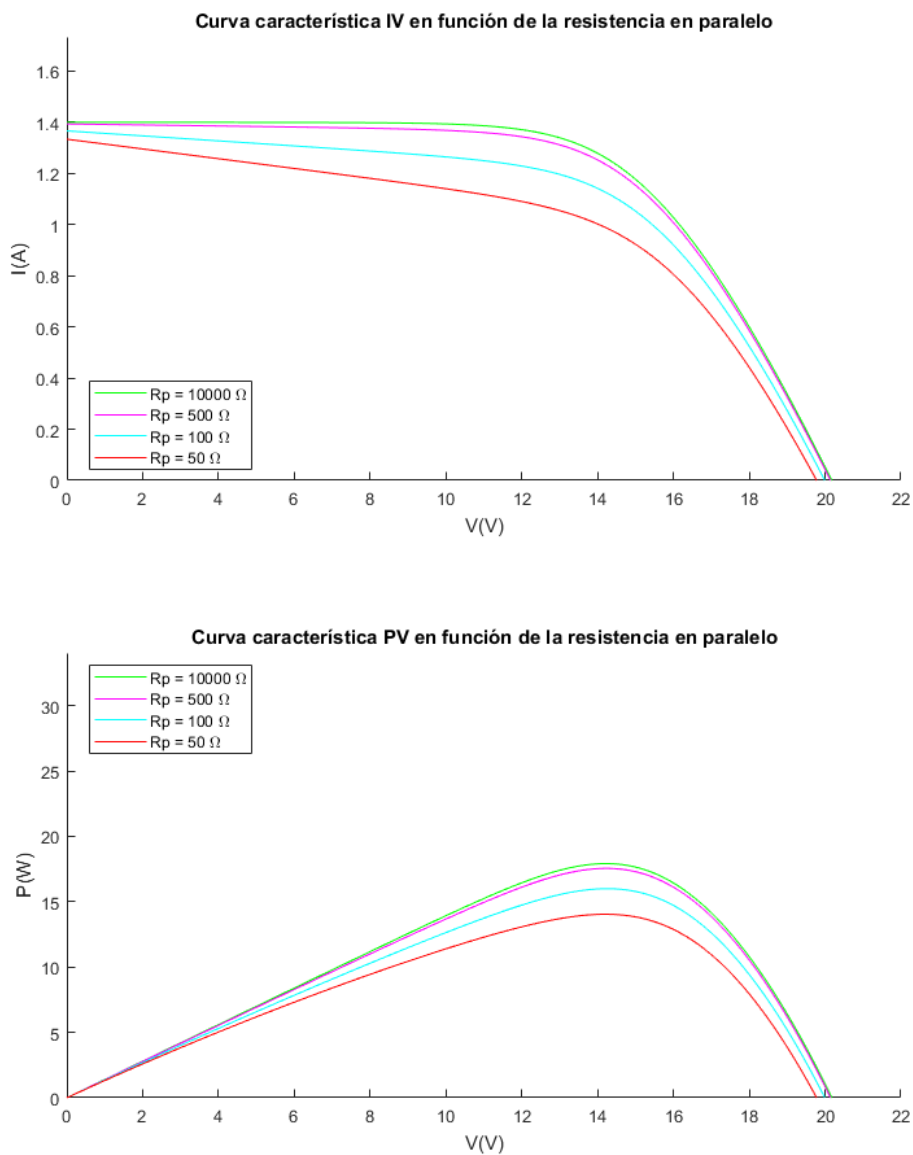 Curva característica IV en función de la resistencia en paralelo
1.6
1.4
1.2
1
0.8
0.6
0.4
0.2
0
I(A)
Rp = 10000 Ω
Rp = 500 Ω
Rp = 100 Ω
Rp = 50 Ω
0 2 4 6 8 10 12 14 16 18 20 22
V(V)
Curva característica PV en función de la resistencia en paralelo
Rp = 10000 Ω
Rp = 500 Ω
Rp = 100 Ω
Rp = 50 Ω
30
25
20
15
10
5
0
P(W)
0 2 4 6 8 10 12 14 16 18 20 22
V(V)